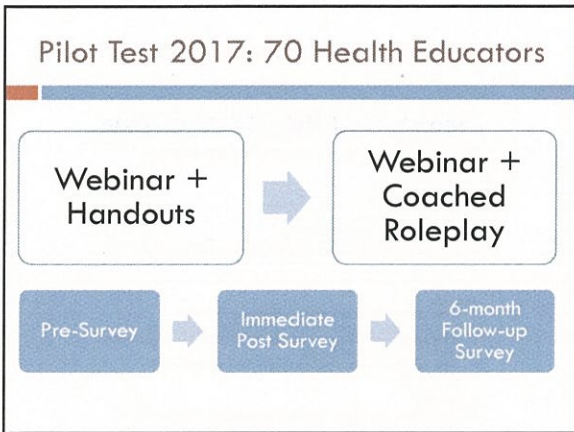 Pilot Test 2017: 70 Health Educators
Webinar +
Handouts
Webinar +
Coached
Roleplay
Pre-Survey
Immediate
Post Survey
6-month
Follow-up
Survey